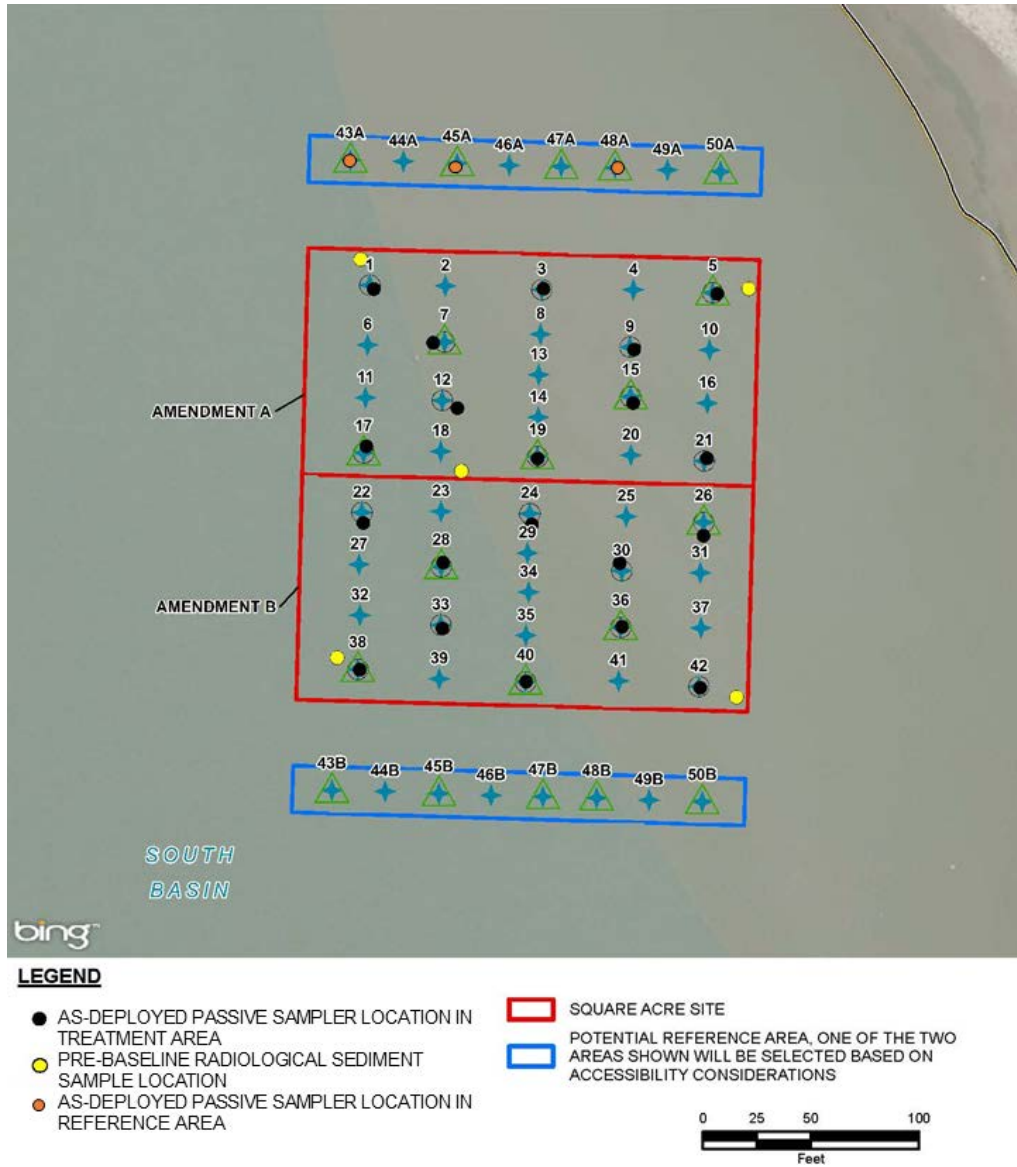 43A 44A 45A 46A 47A 48A 49A 50A
1 2 3 4 5
6 7 8 9 10
13
11 12 14 15 16
AMENDMENT A
17 18 19 20 21
22 23 24 25 26
27 28 29 30 31
32 33 34 36 37
AMENDMENT B
35
38 39 40 41 42
43B 44B 45B 46B 47B 48B 49B 50B
SOUTH
BASIN
bing™
LEGEND
AS-DEPLOYED PASSIVE SAMPLER LOCATION IN
TREATMENT AREA
PRE-BASELINE RADIOLOGICAL SEDIMENT
SAMPLE LOCATION
AS-DEPLOYED PASSIVE SAMPLER LOCATION IN
REFERENCE AREA
SQUARE ACRE SITE
POTENTIAL REFERENCE AREA, ONE OF THE TWO
AREAS SHOWN WILL BE SELECTED BASED ON
ACCESSIBILITY CONSIDERATIONS
0 25 50 100
Feet